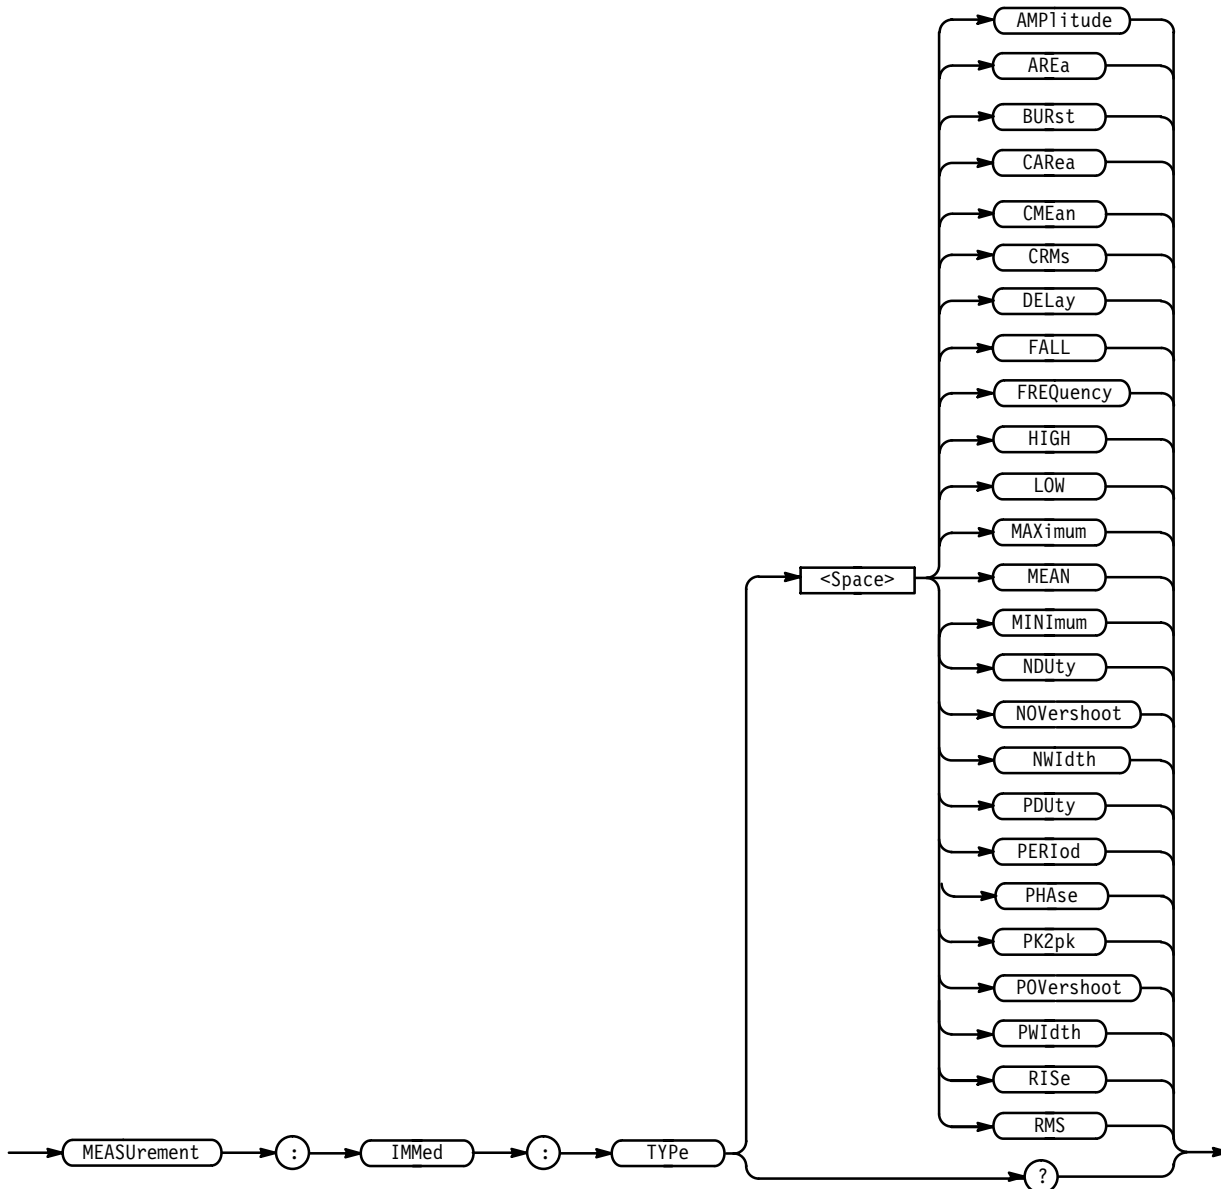 AMPlitude
AREa
BURst
CARea
CMEan
CRMs
DELay
FALL
FREQuency
HIGH
LOW
MAXimum
<Space> MEAN
MINImum
NDUty
NOVershoot
NWIdth
PDUty
PERIod
PHAse
PK2pk
POVershoot
PWIdth
RISe
RMS
MEASUrement : IMMed : TYPe
?